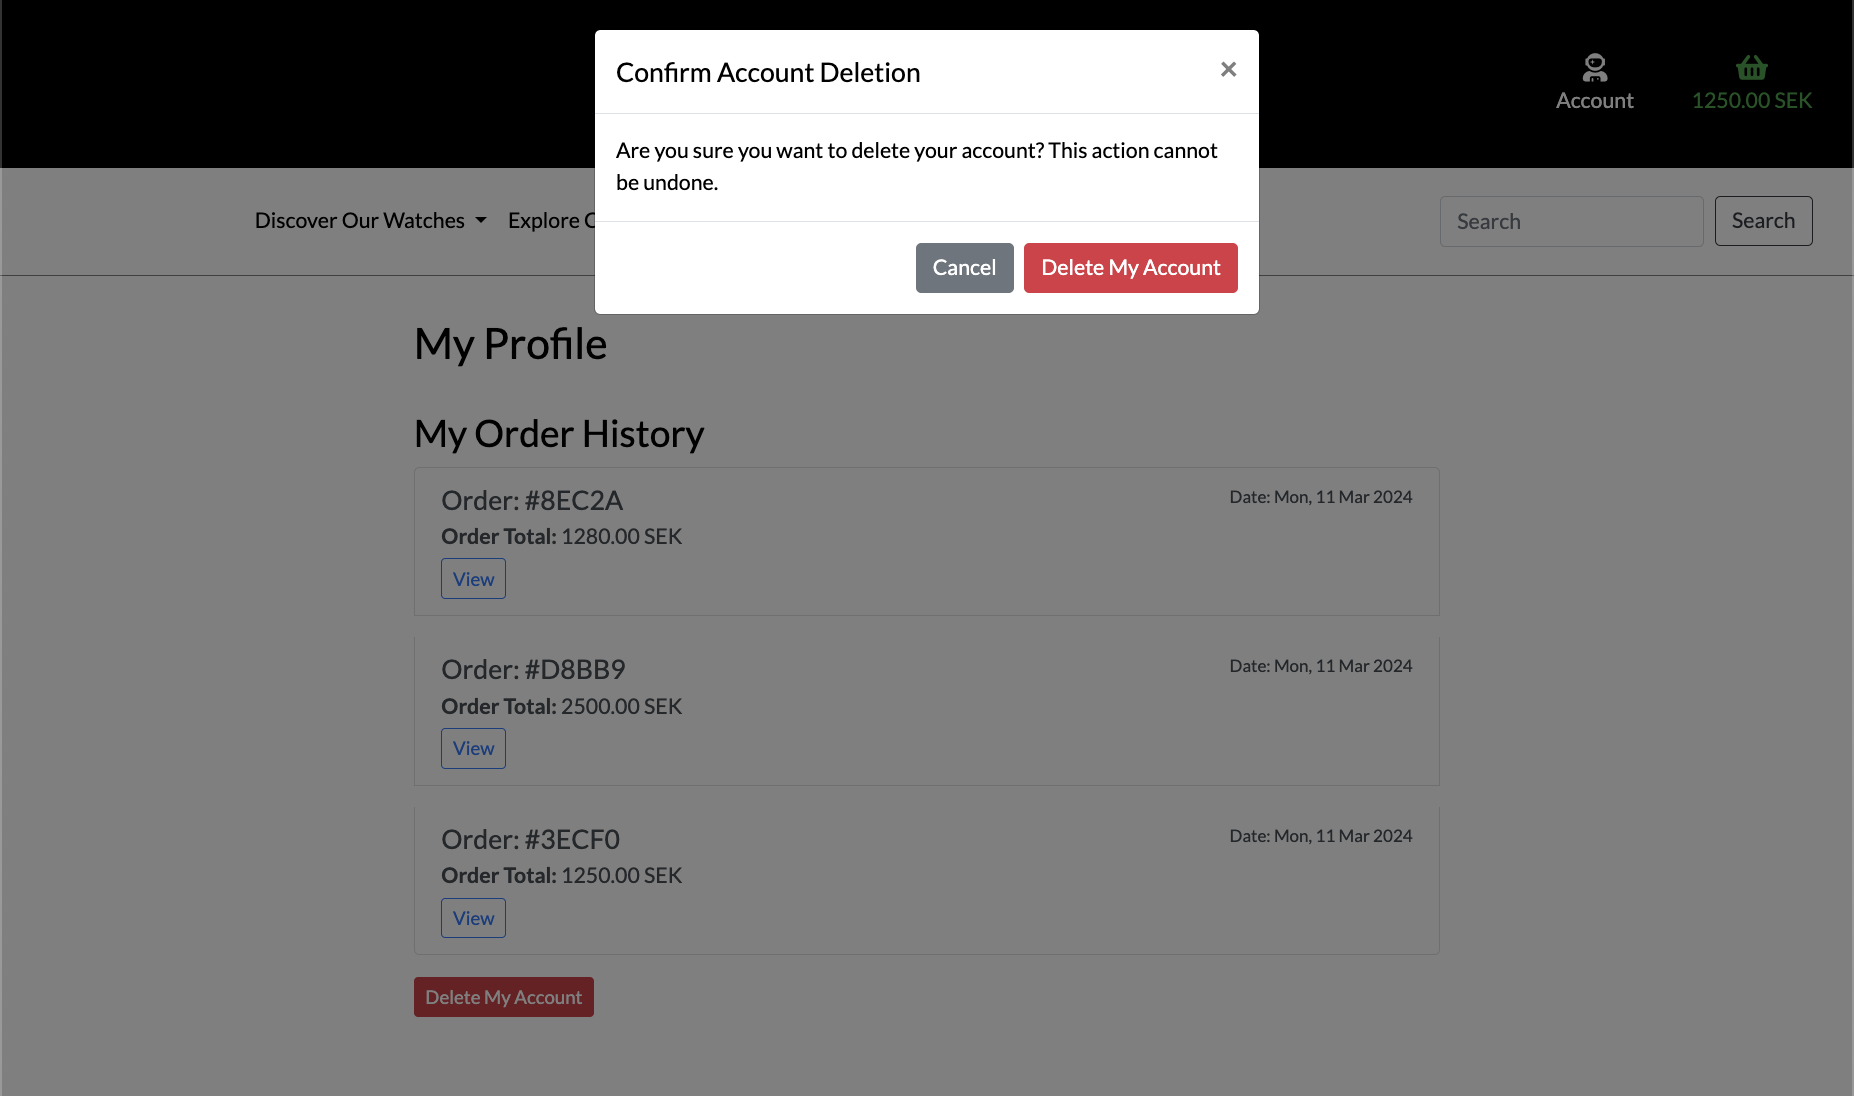 Confirm Account Deletion
×
Account
1250.00 SEK
Are you sure you want to delete your account? This action cannot
be undone.
Discover Our Watches
Explore
Search
Search
Cancel
Delete My Account
My Profile
My Order History
Order: #8EC2A
Date: Mon, 11 Mar 2024
Order Total: 1280.00 SEK
View
Order: #D8BB9
Date: Mon, 11 Mar 2024
Order Total: 2500.00 SEK
View
Order: #3ECF0
Date: Mon, 11 Mar 2024
Order Total: 1250.00 SEK
View
Delete My Account